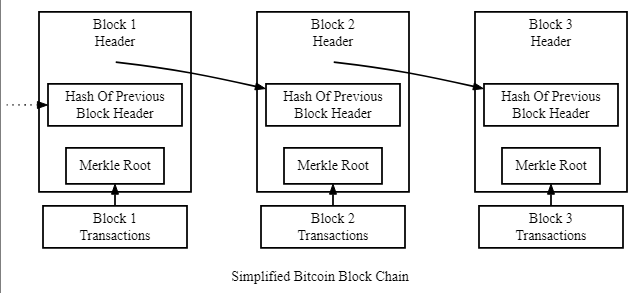 Block 1
Header
Hash Of Previous
Block Header
Merkle Root
Block 1
Transactions
Block 2
Header
Hash Of Previous
Block Header
Merkle Root
Block 2
Transactions
Block 3
Header
Hash Of Previous
Block Header
Merkle Root
Block 3
Transactions
Simplified Bitcoin Block Chain